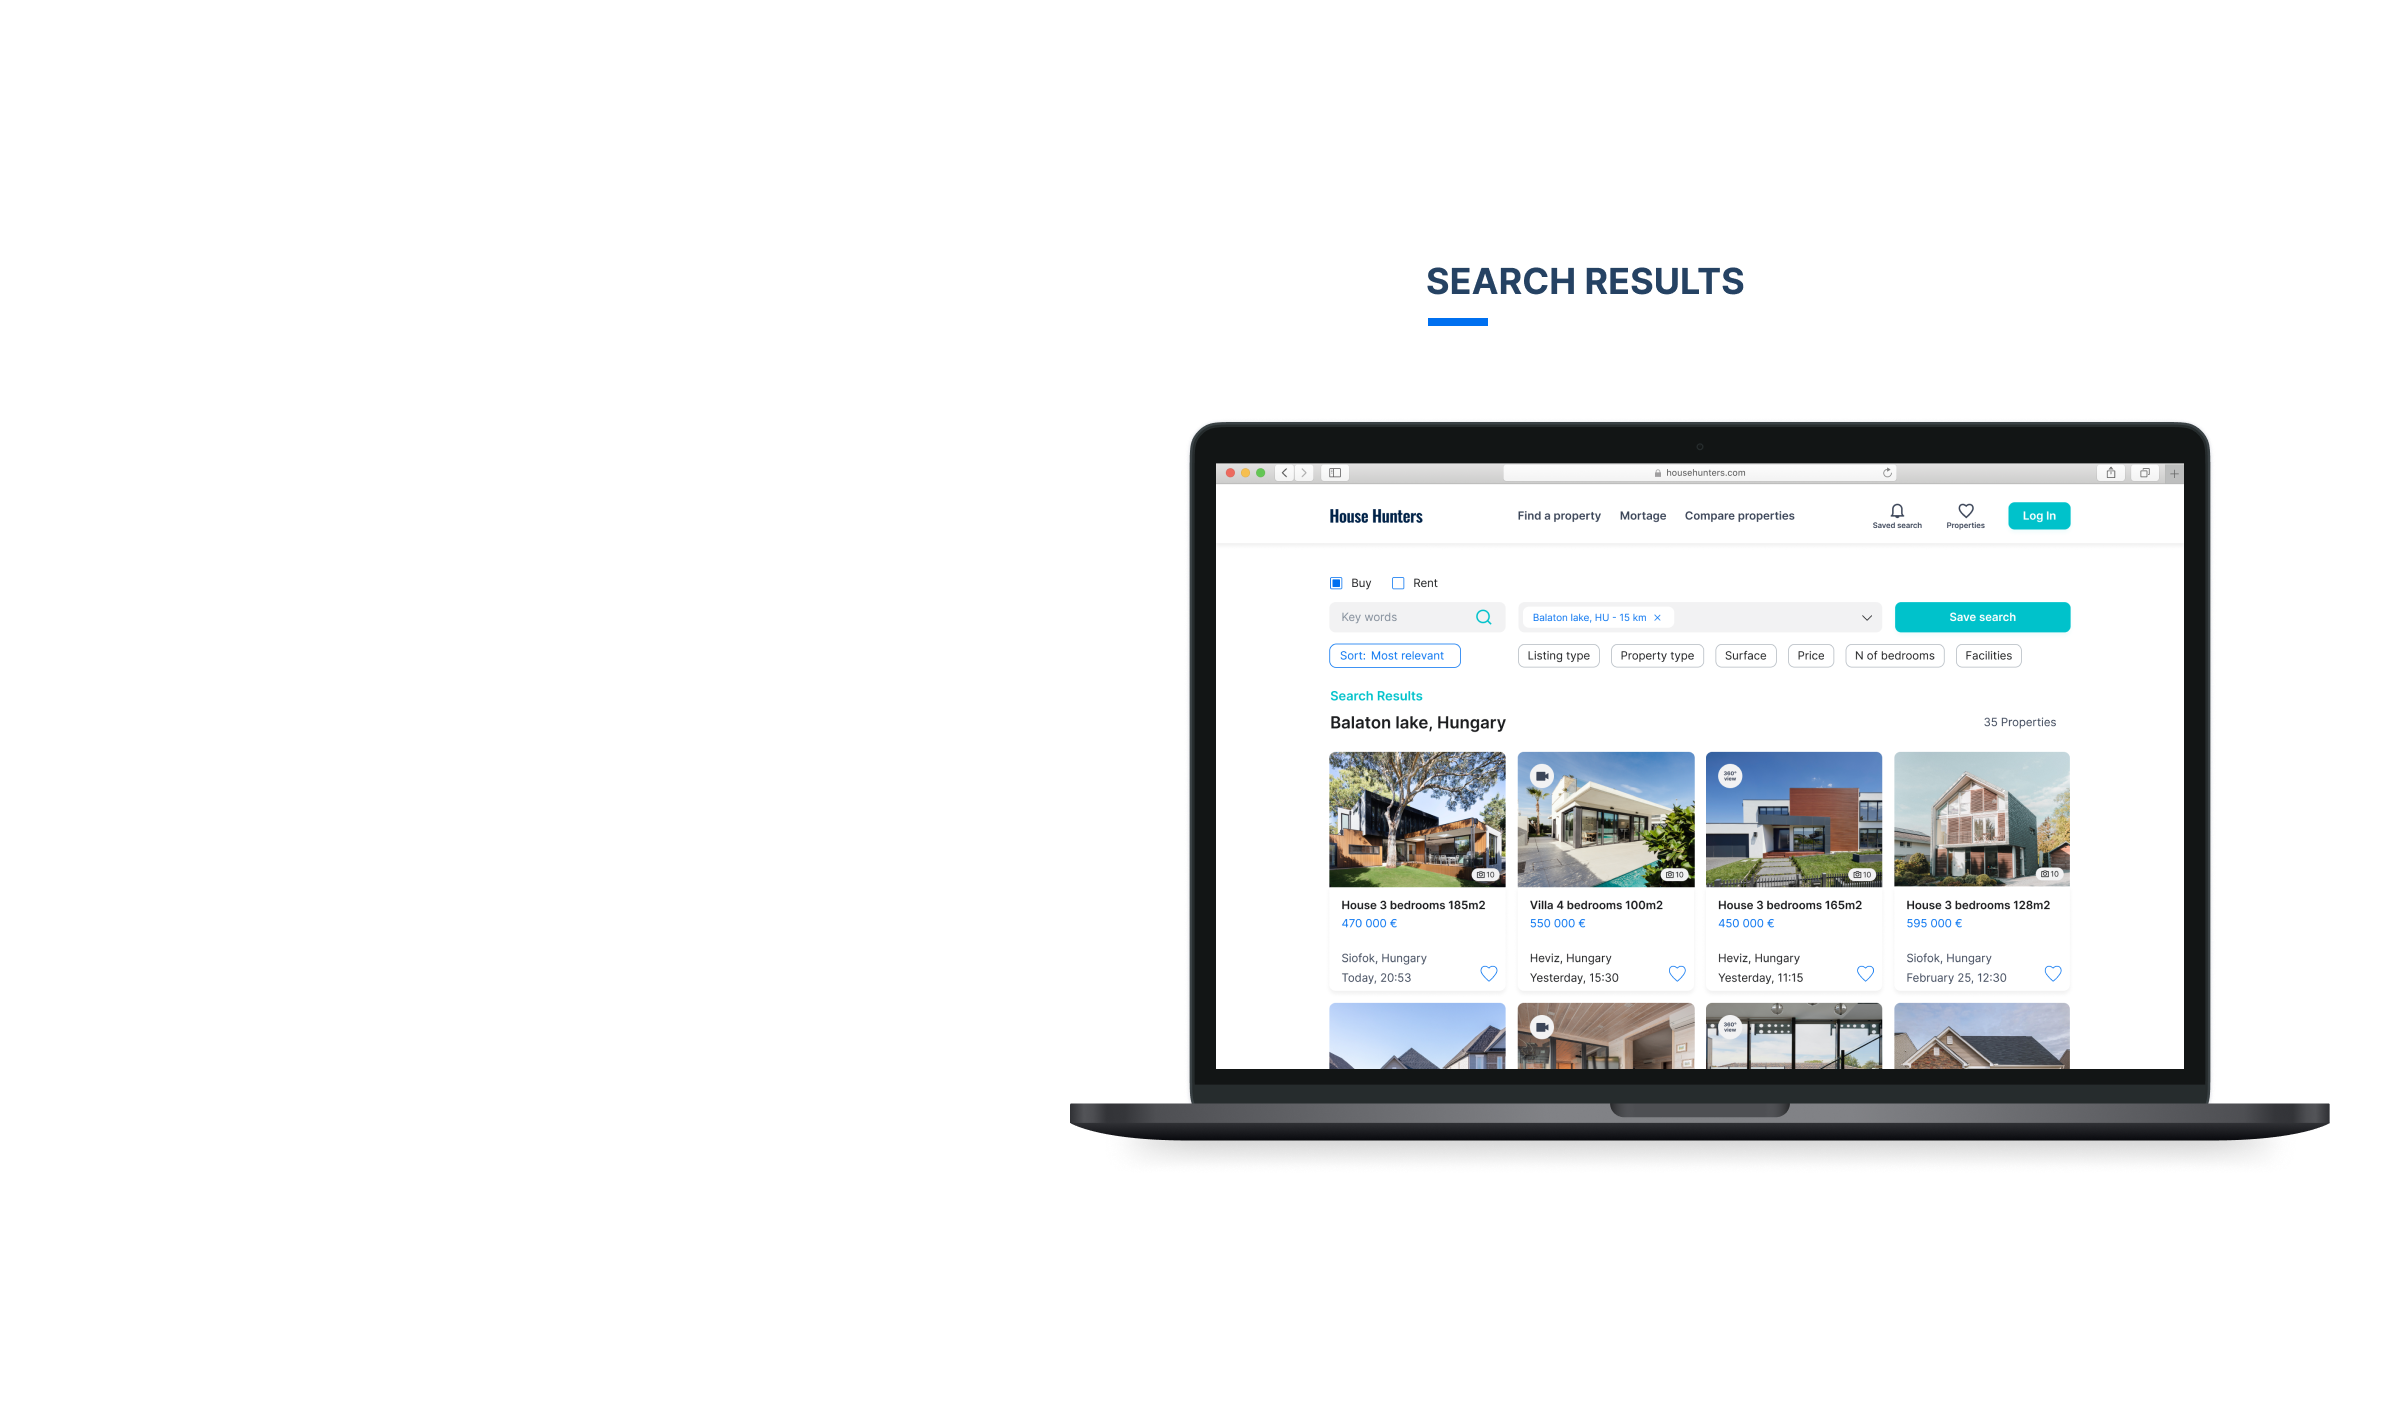 SEARCH RESULTS
househunters.com
House Hunters
Find a property
Mortage
Compare properties
Saved search
Properties
Log In
Buy
Rent
Key words
Balaton lake, HU - 15 km ×
Save search
Sort: Most relevant
Listing type
Property type
Surface
Price
N of bedrooms
Facilities
Search Results
Balaton lake, Hungary
35 Properties
10
House 3 bedrooms 185m2
470 000 €
Siofok, Hungary
Today, 20:53
10
Villa 4 bedrooms 100m2
550 000 €
Heviz, Hungary
Yesterday, 15:30
360°
view
10
House 3 bedrooms 165m2
450 000 €
Heviz, Hungary
Yesterday, 11:15
10
House 3 bedrooms 128m2
595 000 €
Siofok, Hungary
February 25, 12:30
360°
view